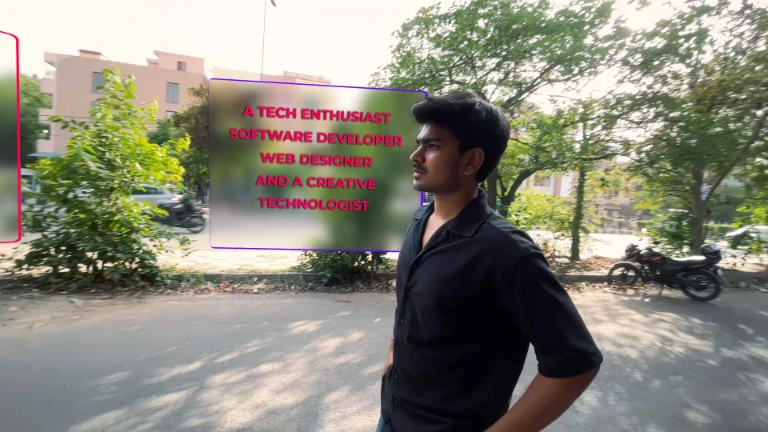 A TECH ENTHUSIAST
SOFTWARE DEVELOPER
WEB DESIGNER
AND A CREATIVE
TECHNOLOGIST